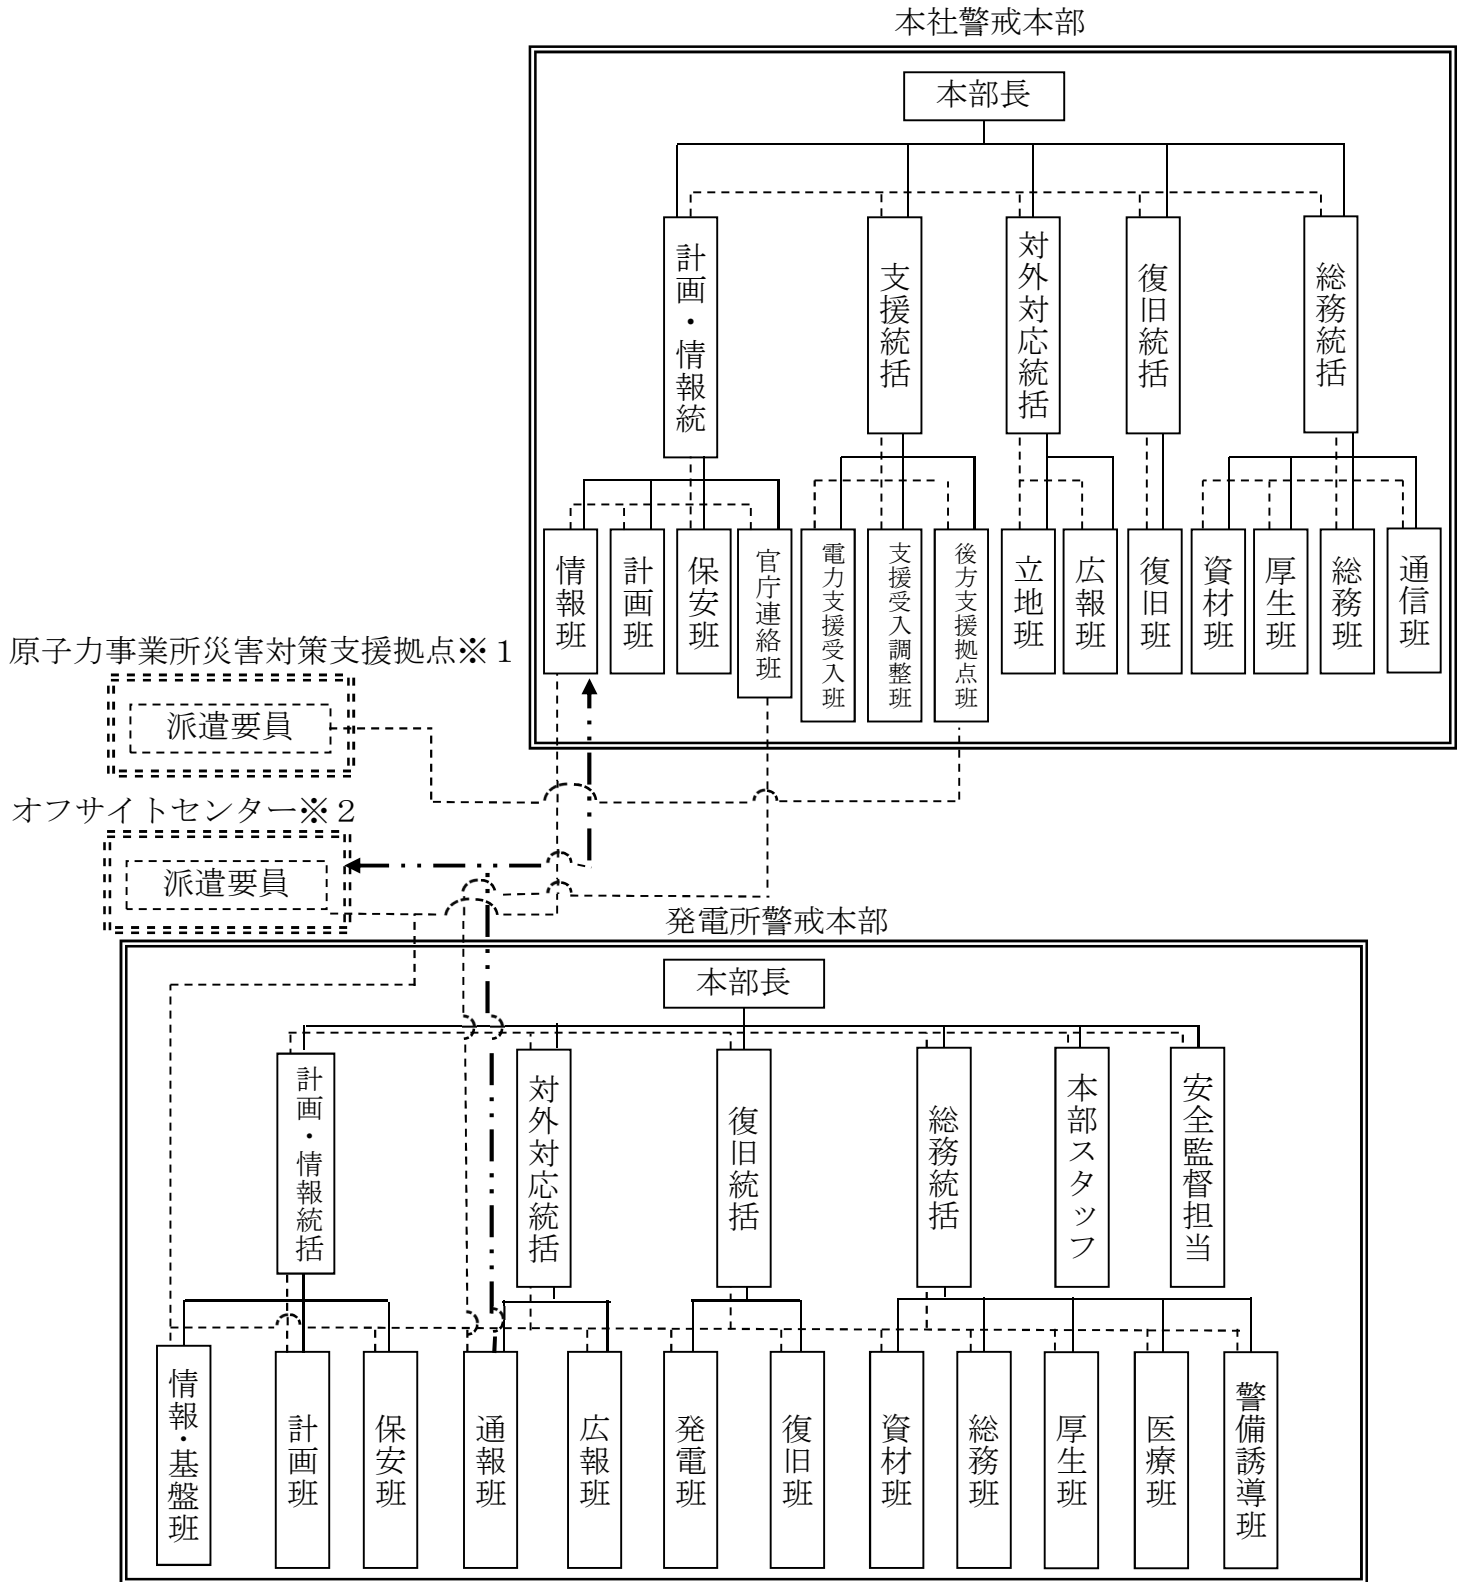 本社警戒本部
本部長
計画・情報統
支援統括
対外対応統括
復旧統括
総務統括
情報班
計画班
保安班
官庁連絡班
電力支援受入班
支援受入調整班
後方支援拠点班
立地班
広報班
復旧班
資材班
厚生班
総務班
通信班
原子力事業所災害対策支援拠点※１
派遣要員
オフサイトセンター※２
派遣要員
発電所警戒本部
本部長
計画・情報統括
対外対応統括
復旧統括
総務統括
本部スタッフ
安全監督担当
情報・基盤班
計画班
保安班
通報班
広報班
発電班
復旧班
資材班
総務班
厚生班
医療班
警備誘導班